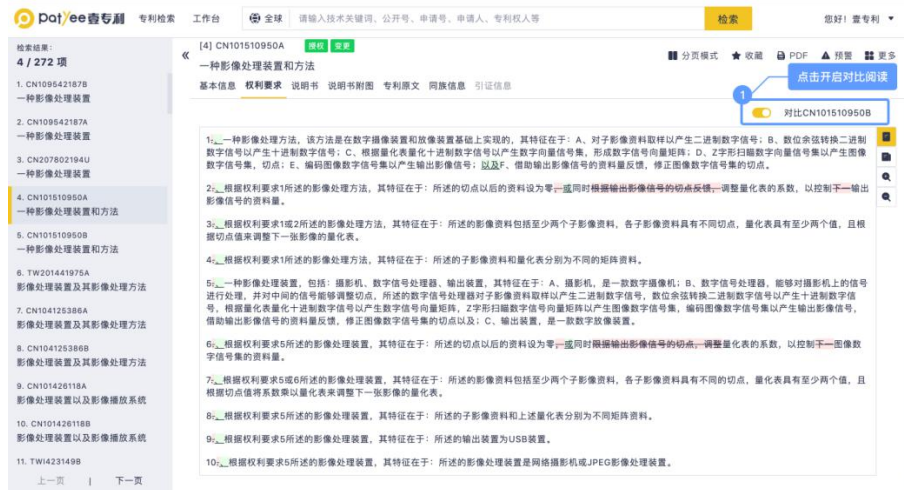 patyee壹专利 专利检索 工作台 全球 请输入技术关键词、公开号、申请号、申请人、专利权人等 检索 您好！壹专利
检索结果：
4 / 272 项
1. CN109542187B
一种影像处理装置
2. CN109542187A
一种影像处理装置
3. CN207802194U
一种影像处理装置
4. CN101510950A
一种影像处理装置和方法
5. CN101510950B
一种影像处理装置和方法
6. TW201441975A
影像处理装置及其影像处理方法
7. CN104125386A
影像处理装置及其影像处理方法
8. CN104125386B
影像处理装置及其影像处理方法
9. CN101426118A
影像处理装置以及影像播放系统
10. CN101426118B
影像处理装置以及影像播放系统
11. TWI423149B
上一页 | 下一页
[4] CN101510950A 授权 变更
一种影像处理装置和方法
分页模式 收藏 PDF 预警 更多
基本信息 权利要求 说明书 说明书附图 专利原文 同族信息 引证信息
点击开启对比阅读
1
对比CN101510950B
1、.一种影像处理方法，该方法是在数字摄像装置和放像装置基础上实现的，其特征在于：A、对子影像资料取样以产生二进制数字信号；B、数位余弦转换二进制
数字信号以产生十进制数字信号；C、根据量化表量化十进制数字信号以产生数字向量信号，形成数字信号向量矩阵；D、Z字形扫瞄数字向量信号集以产生图像
数字信号集，切点；E、编码图像数字信号集以产生输出影像信号；以及F、借助输出影像信号的资料量反馈，修正图像数字信号集的切点。
2、.根据权利要求1所述的影像处理方法，其特征在于：所述的切点以后的资料设为零，或同时根据输出影像信号的切点反馈，调整量化表的系数，以控制下一输出
影像信号的资料量。
3、.根据权利要求1或2所述的影像处理方法，其特征在于：所述的影像资料包括至少两个子影像资料，各子影像资料具有不同切点，量化表具有至少两个值，且根
据切点值来调整下一张影像的量化表。
4、.根据权利要求1所述的影像处理方法，其特征在于：所述的子影像资料和量化表分别为不同的矩阵资料。
5、.一种影像处理装置，包括：摄影机、数字信号处理器、输出装置，其特征在于：A、摄影机，是一款数字摄像机；B、数字信号处理器，能够对摄影机上的信号
进行处理，并对中间的信号能够调整切点，所述的数字信号处理器对子影像资料取样以产生二进制数字信号，数位余弦转换二进制数字信号以产生十进制数字信
号，根据量化表量化十进制数字信号以产生数字信号向量矩阵，Z字形扫瞄数字信号向量矩阵以产生图像数字信号集，编码图像数字信号集以产生输出影像信号，
借助输出影像信号的资料量反馈，修正图像数字信号集的切点以及；C、输出装置，是一款数字放像装置。
6、.根据权利要求5所述的影像处理装置，其特征在于：所述的切点以后的资料设为零，或同时根据输出影像信号的切点，调整量化表的系数，以控制下一图像数
字信号集的资料量。
7、.根据权利要求5或6所述的影像处理装置，其特征在于：所述的影像资料包括至少两个子影像资料，各子影像资料具有不同的切点，量化表具有至少两个值，且
根据切点值将系数乘以量化表来调整下一张影像的量化表。
8、.根据权利要求5所述的影像处理装置，其特征在于：所述的子影像资料和上述量化表分别为不同矩阵资料。
9、.根据权利要求5所述的影像处理装置，其特征在于：所述的输出装置为USB装置。
10、.根据权利要求5所述的影像处理装置，其特征在于：所述的影像处理装置是网络摄影机或JPEG影像处理装置。